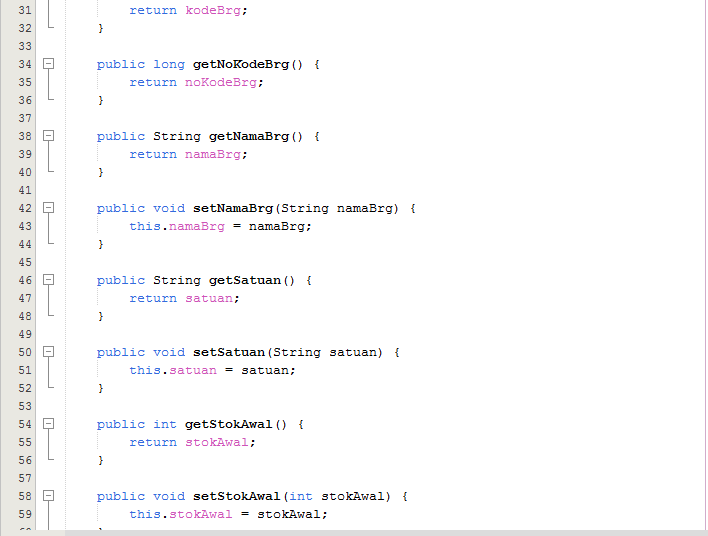 31 return kodeBrg;
32 }
33
34 public long getNoKodeBrg() {
35 return noKodeBrg;
36 }
37
38 public String getNamaBrg() {
39 return namaBrg;
40 }
41
42 public void setNamaBrg(String namaBrg) {
43 this.namaBrg = namaBrg;
44 }
45
46 public String getSatuan() {
47 return satuan;
48 }
49
50 public void setSatuan(String satuan) {
51 this.satuan = satuan;
52 }
53
54 public int getStokAwal() {
55 return stokAwal;
56 }
57
58 public void setStokAwal(int stokAwal) {
59 this.stokAwal = stokAwal;